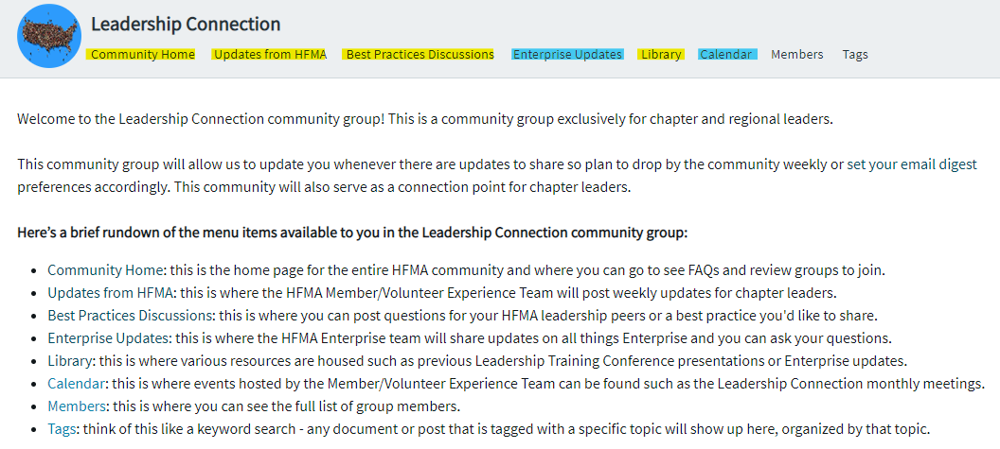 Leadership Connection
Community Home Updates from HFMA Best Practices Discussions Enterprise Updates Library Calendar Members Tags
Welcome to the Leadership Connection community group! This is a community group exclusively for chapter and regional leaders.
This community group will allow us to update you whenever there are updates to share so plan to drop by the community weekly or set your email digest
preferences accordingly. This community will also serve as a connection point for chapter leaders.
Here's a brief rundown of the menu items available to you in the Leadership Connection community group:
• Community Home: this is the home page for the entire HFMA community and where you can go to see FAQs and review groups to join.
• Updates from HFMA: this is where the HFMA Member/Volunteer Experience Team will post weekly updates for chapter leaders.
• Best Practices Discussions: this is where you can post questions for your HFMA leadership peers or a best practice you'd like to share.
• Enterprise Updates: this is where the HFMA Enterprise team will share updates on all things Enterprise and you can ask your questions.
• Library: this is where various resources are housed such as previous Leadership Training Conference presentations or Enterprise updates.
• Calendar: this is where events hosted by the Member/Volunteer Experience Team can be found such as the Leadership Connection monthly meetings.
• Members: this is where you can see the full list of group members.
• Tags: think of this like a keyword search - any document or post that is tagged with a specific topic will show up here, organized by that topic.